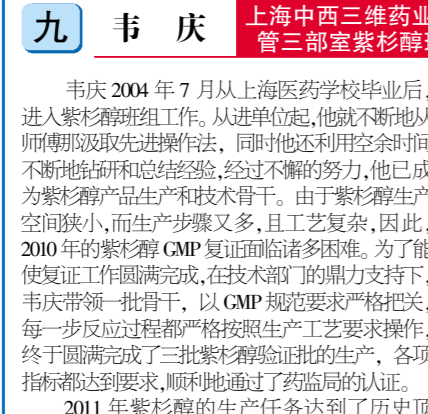 九 韦 庆
上海中西三维药业
管三部室紫杉醇班
韦庆 2004 年 7 月从上海医药学校毕业后,
进入紫杉醇班组工作。从进单位起,他就不断地从
师傅那汲取先进操作法，同时他还利用空余时间
不断地钻研和总结经验,经过不懈的努力,他已成
为紫杉醇产品生产和技术骨干。由于紫杉醇生产
空间狭小,而生产步骤又多,且工艺复杂,因此,
2010 年的紫杉醇 GMP 复证面临诸多困难。为了能
使复证工作圆满完成,在技术部门的鼎力支持下,
韦庆带领一批骨干，以 GMP 规范要求严格把关,
每一步反应过程都严格按照生产工艺要求操作,
终于圆满完成了三批紫杉醇验证批的生产，各项
指标都达到要求,顺利地通过了药监局的认证。
2011 年紫杉醇的生产任务达到了历史顶